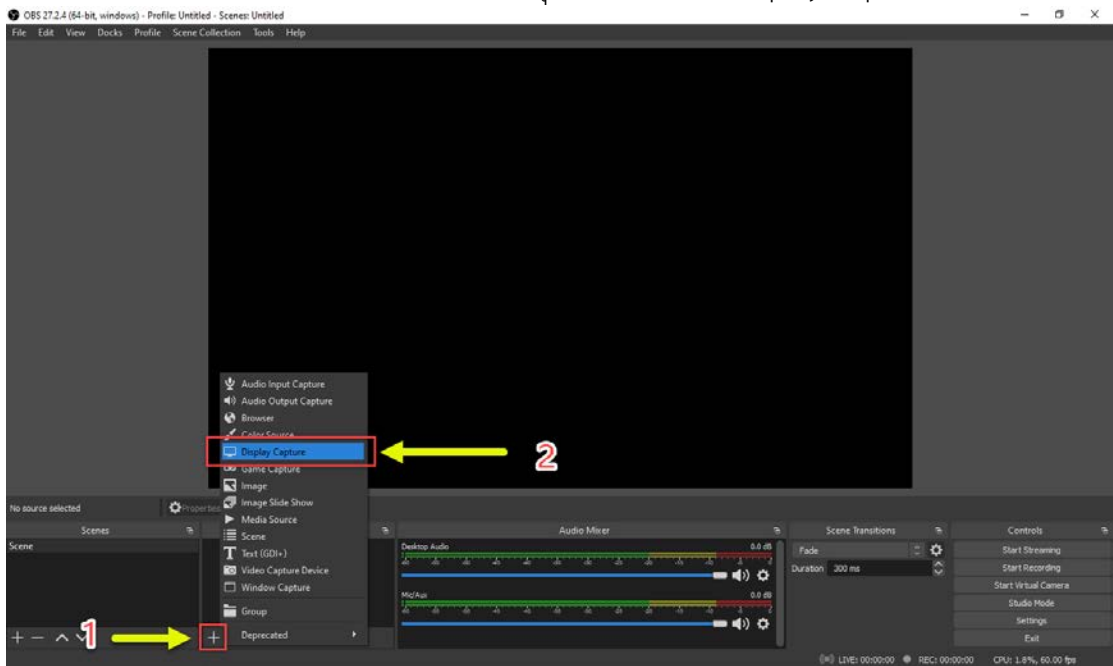 OBS 27.2.4 (64-bit, windows) - Profile: Untitled - Scenes: Untitled
File Edit View Docks Profile Scene Collection Tools Help
Audio Input Capture
Audio Output Capture
Browser
Color Source
Display Capture
2
Game Capture
Image
Image Slide Show
Media Source
Scene
Text (GDI+)
Video Capture Device
Window Capture
Group
Deprecated
1
No source selected
Properties
Scenes
Scene
Audio Mixer
Desktop Audio 0.0 dB
Mic/Aux 0.0 dB
Scene Transitions
Fade
Duration 300 ms
Controls
Start Streaming
Start Recording
Start Virtual Camera
Studio Mode
Settings
Exit
LIVE: 00:00:00 REC: 00:00:00 CPU: 1.8%, 60.00 fps